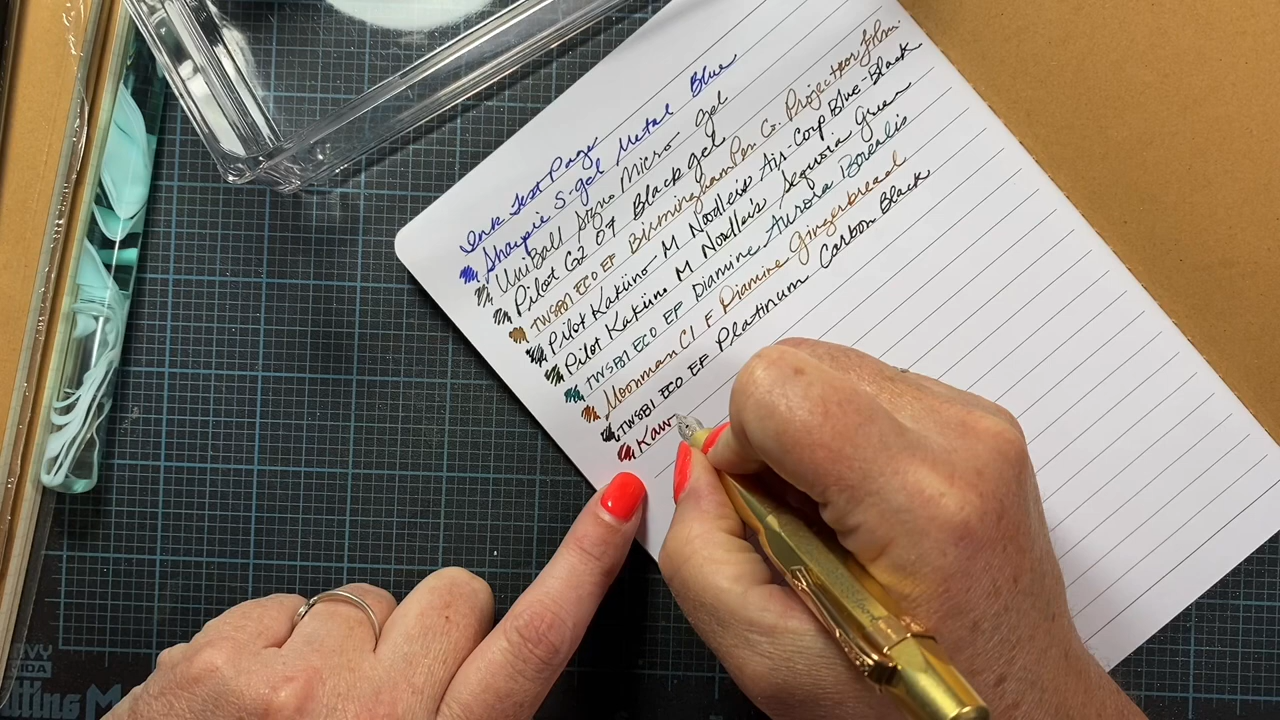 Ink Test Page
Sharpie S-gel Metal Blue
UniBall Signo Micro gel
Pilot G2 07 Black gel
TWSBI ECO EF Birmingham Pen Co. Projector Film
Pilot Kakuno M Noodler's Air-Corp Blue-Black
Pilot Kakuno M Noodler's Sequoia Green
TWSBI ECO EF Diamine Aurora Borealis
Moonman C1 F Diamine Gingerbread
TWSBI ECO EF Platinum Carbon Black
Kaw
Sport